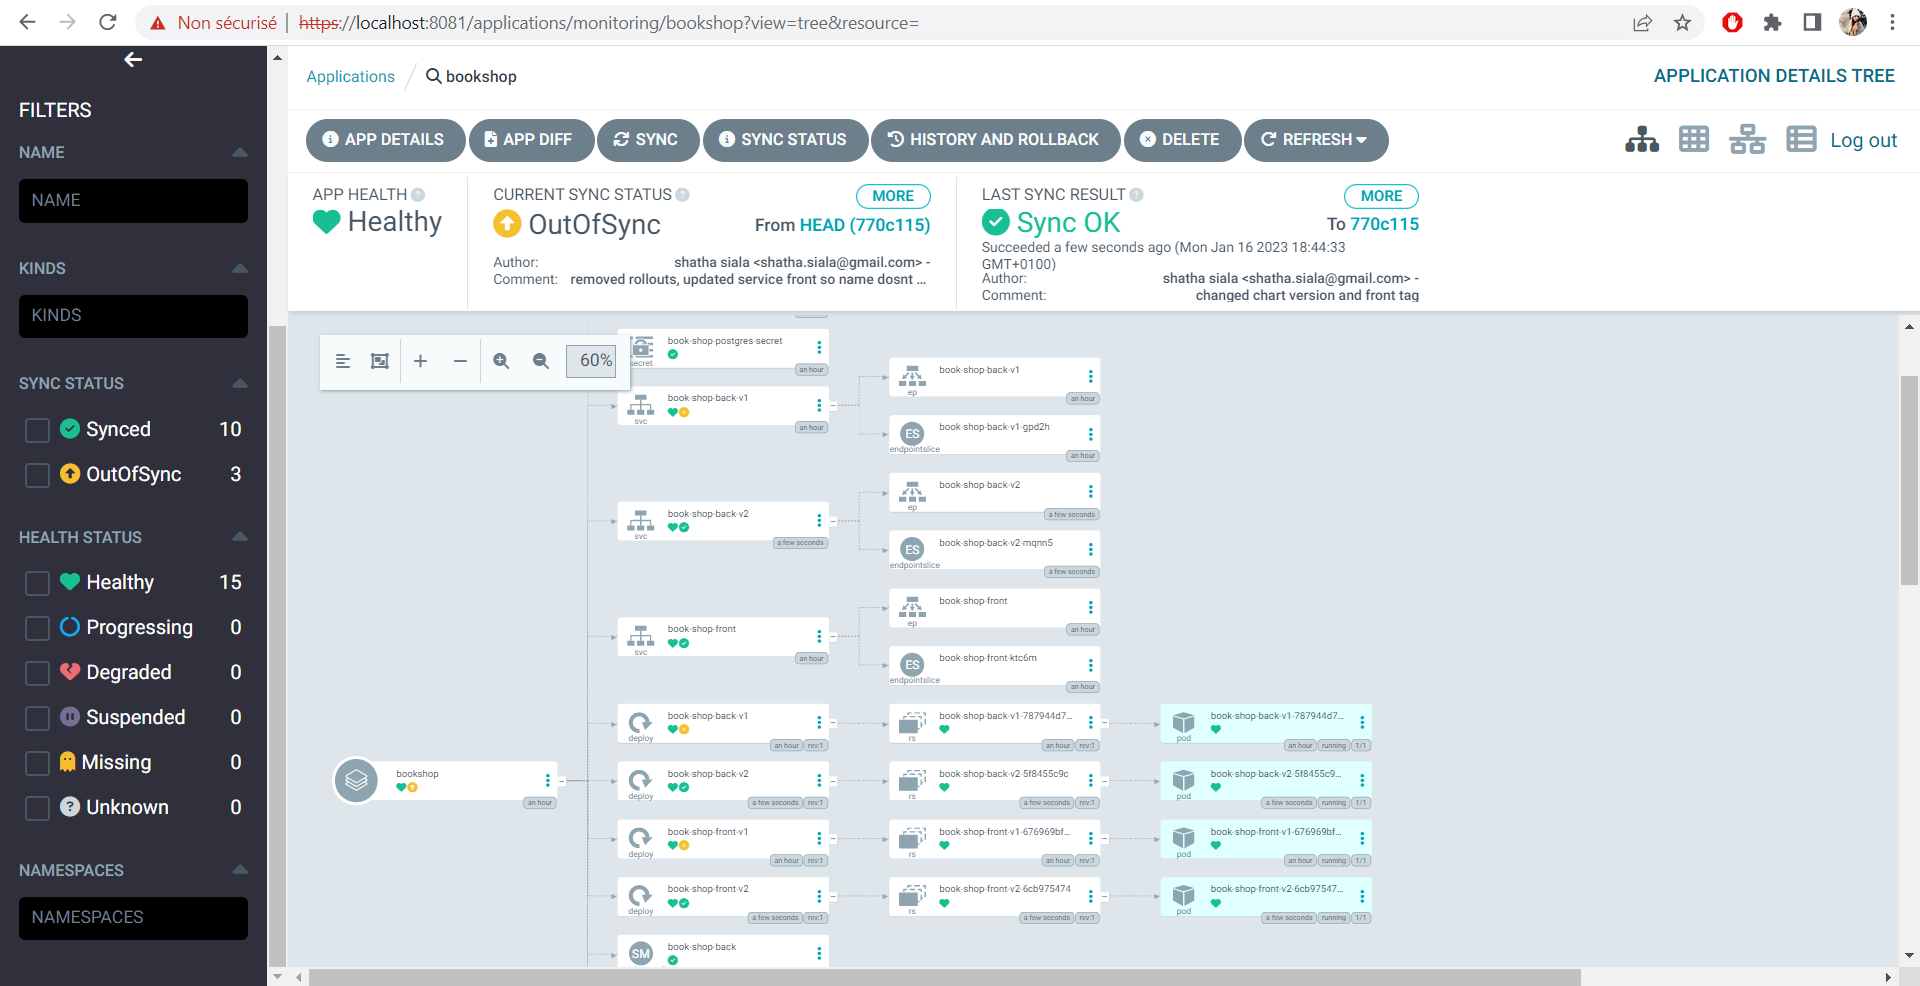 Non sécurisé | https://localhost:8081/applications/monitoring/bookshop?view=tree&resource=
FILTERS
NAME
NAME
KINDS
KINDS
SYNC STATUS
Synced 10
OutOfSync 3
HEALTH STATUS
Healthy 15
Progressing 0
Degraded 0
Suspended 0
Missing 0
Unknown 0
NAMESPACES
NAMESPACES
Applications / bookshop
APPLICATION DETAILS TREE
APP DETAILS APP DIFF SYNC SYNC STATUS HISTORY AND ROLLBACK DELETE REFRESH
Log out
APP HEALTH
Healthy
CURRENT SYNC STATUS MORE
OutOfSync From HEAD (770c115)
Author: shatha siala <shatha.siala@gmail.com> -
Comment: removed rollouts, updated service front so name dosnt ...
LAST SYNC RESULT MORE
Sync OK To 770c115
Succeeded a few seconds ago (Mon Jan 16 2023 18:44:33
GMT+0100)
Author: shatha siala <shatha.siala@gmail.com> -
Comment: changed chart version and front tag
60%
book-shop-postgres-secret
secret
an hour
book-shop-back-v1
svc
an hour
book-shop-back-v1
ep
an hour
book-shop-back-v1-gpd2h
ES
endpointslice
an hour
book-shop-back-v2
svc
a few seconds
book-shop-back-v2
ep
a few seconds
book-shop-back-v2-mqnn5
ES
endpointslice
a few seconds
book-shop-front
svc
an hour
book-shop-front
ep
an hour
book-shop-front-ktc6m
ES
endpointslice
an hour
bookshop
an hour
book-shop-back-v1
deploy
an hour rev:1
book-shop-back-v1-787944d7...
rs
an hour rev:1
book-shop-back-v1-787944d7...
pod
an hour running 1/1
book-shop-back-v2
deploy
a few seconds rev:1
book-shop-back-v2-5f8455c9c
rs
a few seconds rev:1
book-shop-back-v2-5f8455c9...
pod
a few seconds running 1/1
book-shop-front-v1
deploy
an hour rev:1
book-shop-front-v1-676969bf...
rs
an hour rev:1
book-shop-front-v1-676969bf...
pod
an hour running 1/1
book-shop-front-v2
deploy
a few seconds rev:1
book-shop-front-v2-6cb975474
rs
a few seconds rev:1
book-shop-front-v2-6cb97547...
pod
a few seconds running 1/1
book-shop-back
SM